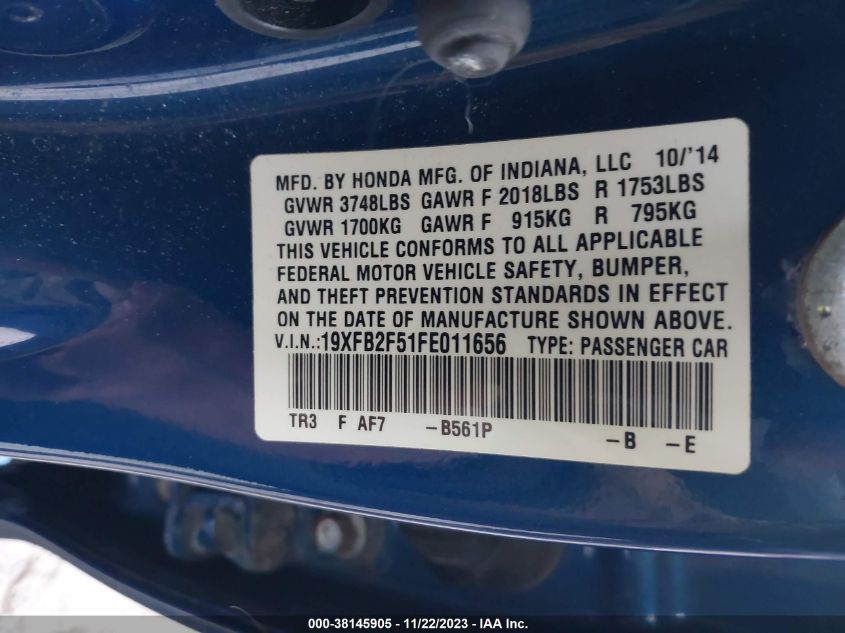 MFD. BY HONDA MFG. OF INDIANA, LLC 10/'14
GVWR 3748LBS GAWR F 2018LBS R 1753LBS
GVWR 1700KG GAWR F 915KG R 795KG
THIS VEHICLE CONFORMS TO ALL APPLICABLE
FEDERAL MOTOR VEHICLE SAFETY, BUMPER,
AND THEFT PREVENTION STANDARDS IN EFFECT
ON THE DATE OF MANUFACTURE SHOWN ABOVE.
V.I.N.:19XFB2F51FE011656 TYPE: PASSENGER CAR
TR3 F AF7 -B561P -B -E
000-38145905 - 11/22/2023 - IAA Inc.